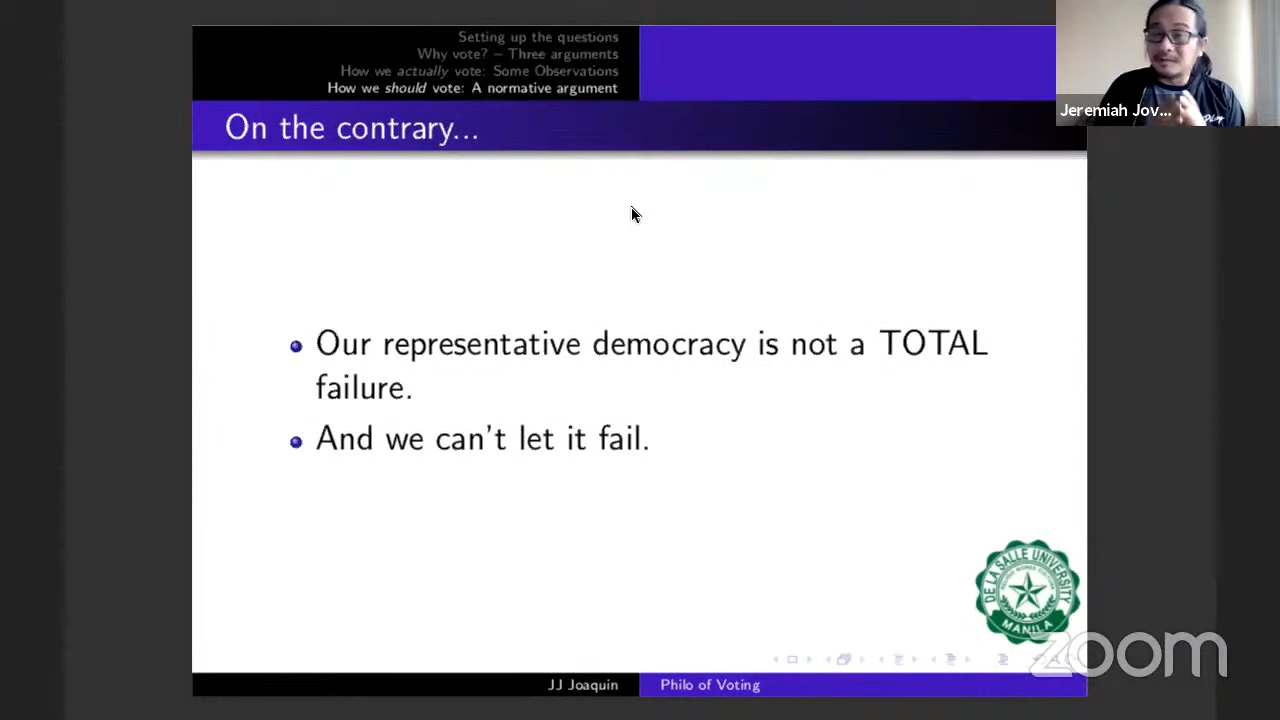 Setting up the questions
Why vote? – Three arguments
How we actually vote: Some Observations
How we should vote: A normative argument
Jeremiah Jov...
On the contrary...
Our representative democracy is not a TOTAL
failure.
And we can't let it fail.
DE LA SALLE UNIVERSITY
MANILA
zoom
JJ Joaquin
Philo of Voting